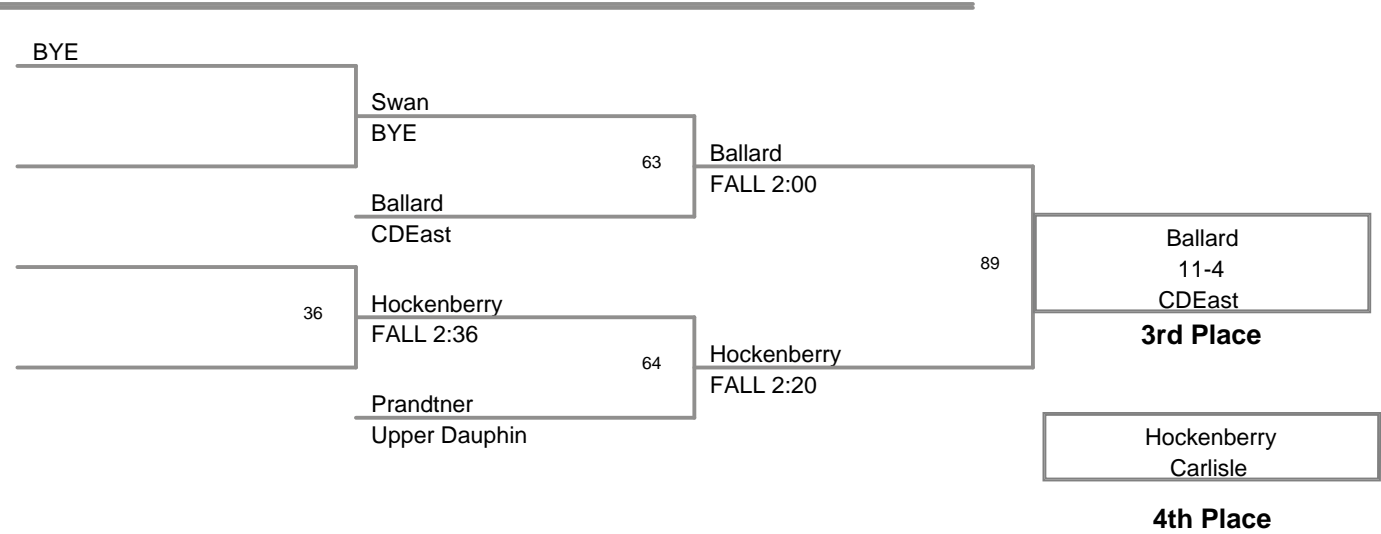 BYE
Swan
BYE
63
Ballard
FALL 2:00
Ballard
CDEast
89
Ballard
11-4
CDEast
3rd Place
36
Hockenberry
FALL 2:36
64
Hockenberry
FALL 2:20
Prandtner
Upper Dauphin
Hockenberry
Carlisle
4th Place